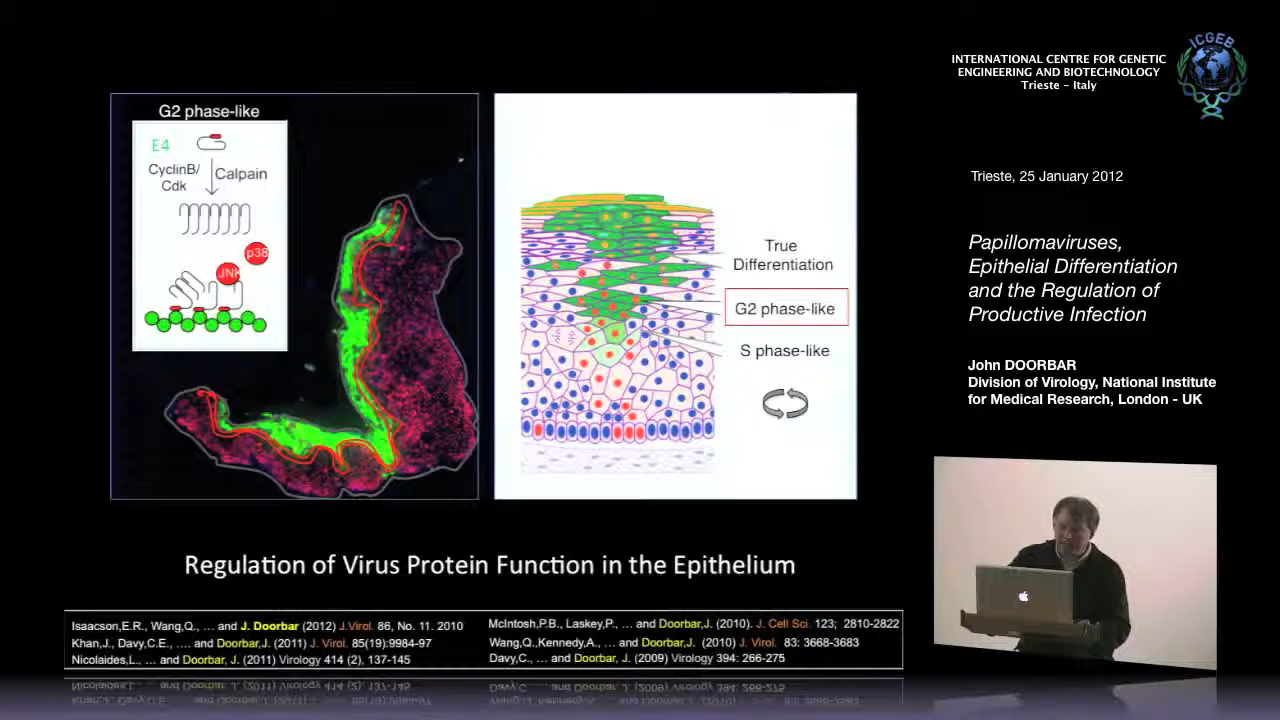 G2 phase-like
E4
CyclinB/
Cdk
Calpain
p38
JNK
True
Differentiation
G2 phase-like
S phase-like
Regulation of Virus Protein Function in the Epithelium
Isaacson,E.R., Wang,Q., ... and J. Doorbar (2012) J.Virol. 86, No. 11. 2010
Khan,J., Davy,C.E., .... and Doorbar,J. (2011) J. Virol. 85(19):9984-97
Nicolaides,L., ... and Doorbar, J. (2011) Virology 414 (2), 137-145
McIntosh,P.B., Laskey,P., ... and Doorbar,J. (2010). J. Cell Sci. 123; 2810-2822
Wang,Q.,Kennedy,A., ... and Doorbar,J. (2010) J. Virol. 83: 3668-3683
Davy,C., ... and Doorbar, J. (2009) Virology 394: 266-275
INTERNATIONAL CENTRE FOR GENETIC
ENGINEERING AND BIOTECHNOLOGY
Trieste - Italy
ICGEB
Trieste, 25 January 2012
Papillomaviruses,
Epithelial Differentiation
and the Regulation of
Productive Infection
John DOORBAR
Division of Virology, National Institute
for Medical Research, London - UK